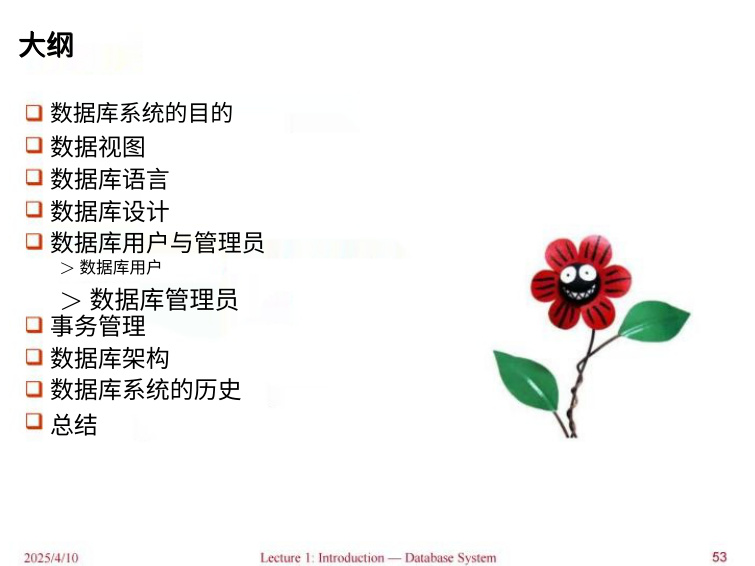 大纲
数据库系统的目的
数据视图
数据库语言
数据库设计
数据库用户与管理员
> 数据库用户
> 数据库管理员
事务管理
数据库架构
数据库系统的历史
总结
2025/4/10 Lecture 1: Introduction — Database System 53